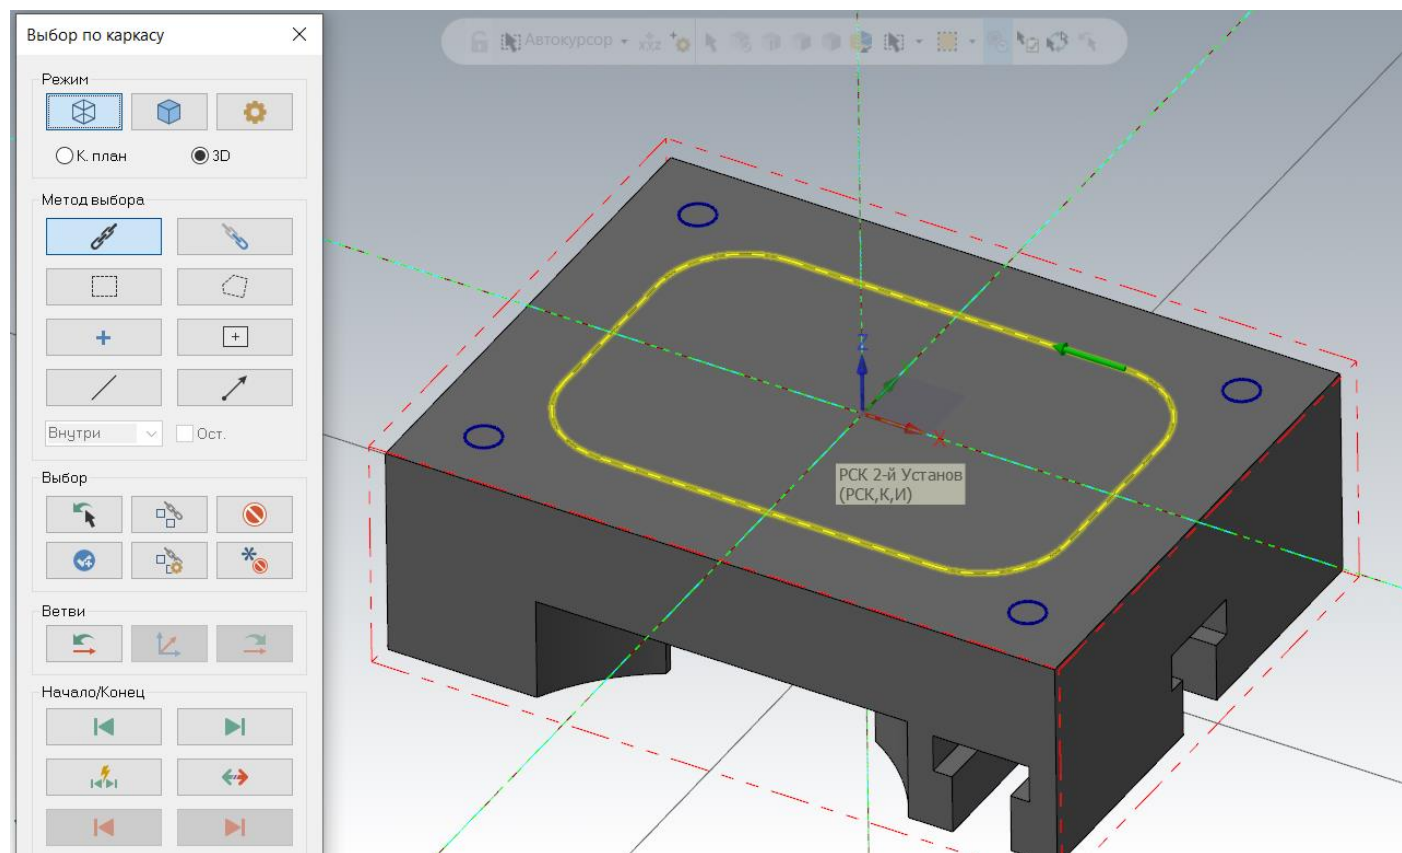 Выбор по каркасу
Режим
К. план
3D
Метод выбора
Внутри
Ост.
Выбор
Ветви
Начало/Конец
Автокурсор
XYZ
Z
X
РСК 2-й Установ
(РСК,К,И)